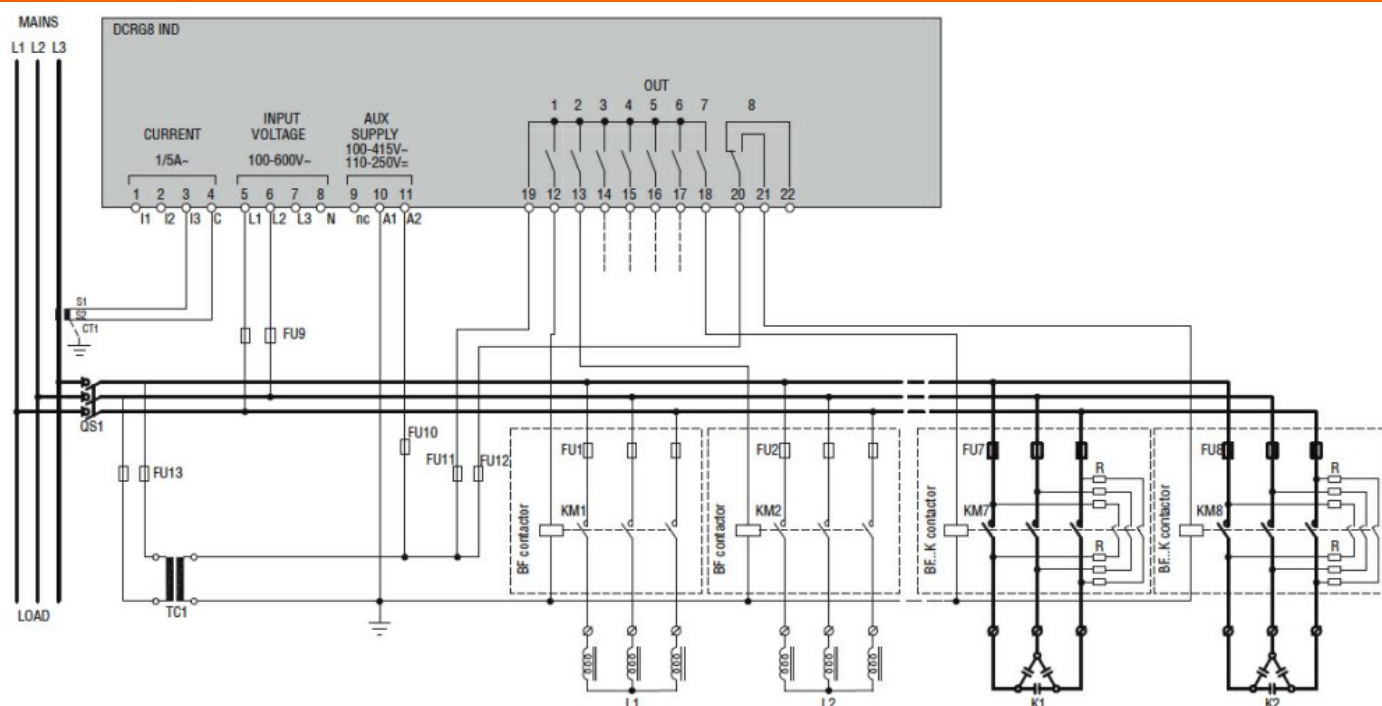 MAINS
L1 L2 L3
DCRG8 IND
OUT
1 2 3 4 5 6 7 8
CURRENT
1/5A~
INPUT
VOLTAGE
100-600V~
AUX
SUPPLY
100-415V~
110-250V=
1 2 3 4 5 6 7 8 9 10 11 19 12 13 14 15 16 17 18 20 21 22
I1 I2 I3 C L1 L2 L3 N nc A1 A2
S1
S2
CT1
FU9
QS1
FU10
FU13
FU11
FU12
FU1
FU2
FU7
FU8
R
R
KM1
KM2
KM7
KM8
BF contactor
BF contactor
BF...K contactor
BF...K contactor
R
R
TC1
LOAD
L1
L2
K1
K2